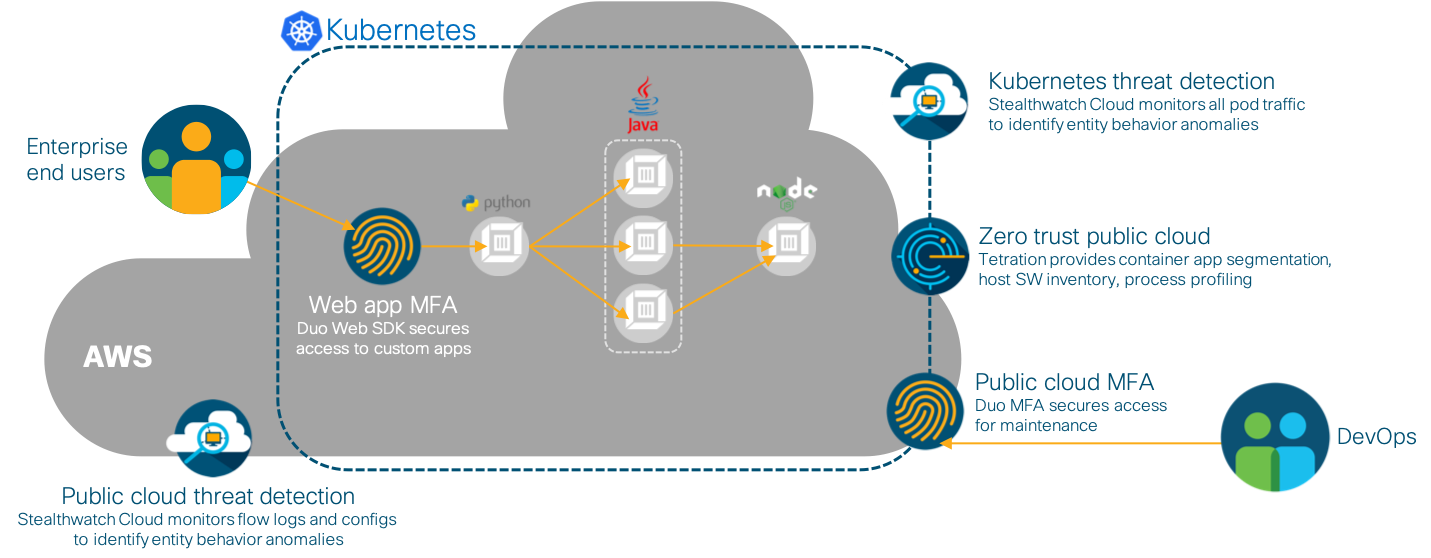 Kubernetes
Enterprise
end users
Java
python
node
JS
Web app MFA
Duo Web SDK secures
access to custom apps
AWS
Public cloud threat detection
Stealthwatch Cloud monitors flow logs and configs
to identify entity behavior anomalies
Kubernetes threat detection
Stealthwatch Cloud monitors all pod traffic
to identify entity behavior anomalies
Zero trust public cloud
Tetration provides container app segmentation,
host SW inventory, process profiling
Public cloud MFA
Duo MFA secures access
for maintenance
DevOps